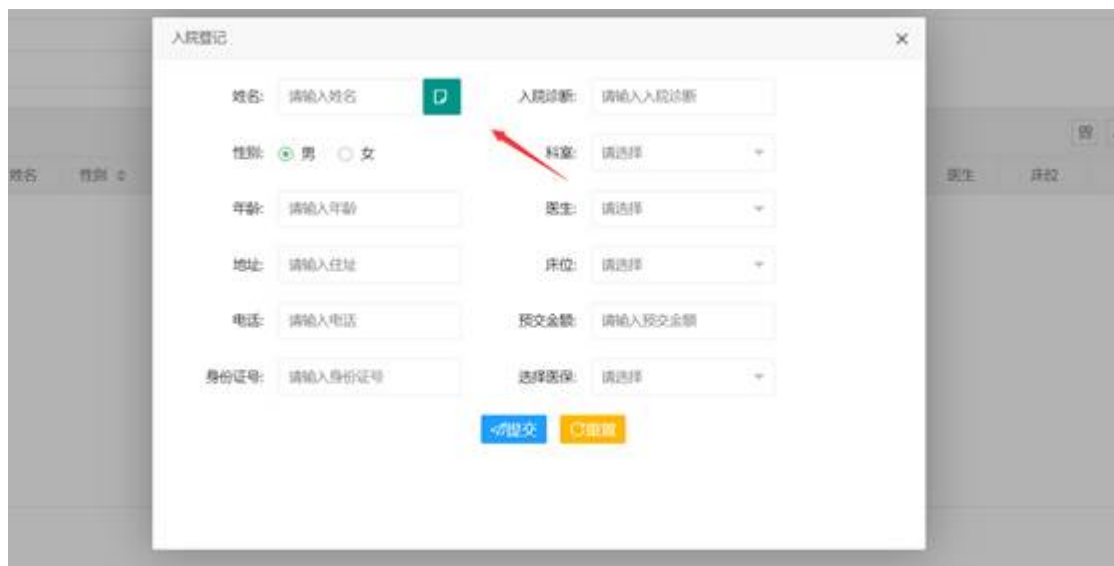 入院登记
姓名: 请输入姓名 入院诊断: 请输入入院诊断
性别: 男 女 科室: 请选择
姓名 性别 医生 床位
年龄: 请输入年龄 医生: 请选择
地址: 请输入住址 床位: 请选择
电话: 请输入电话 预交金额: 请输入预交金额
身份证号: 请输入身份证号 选择医保: 请选择
提交 重置